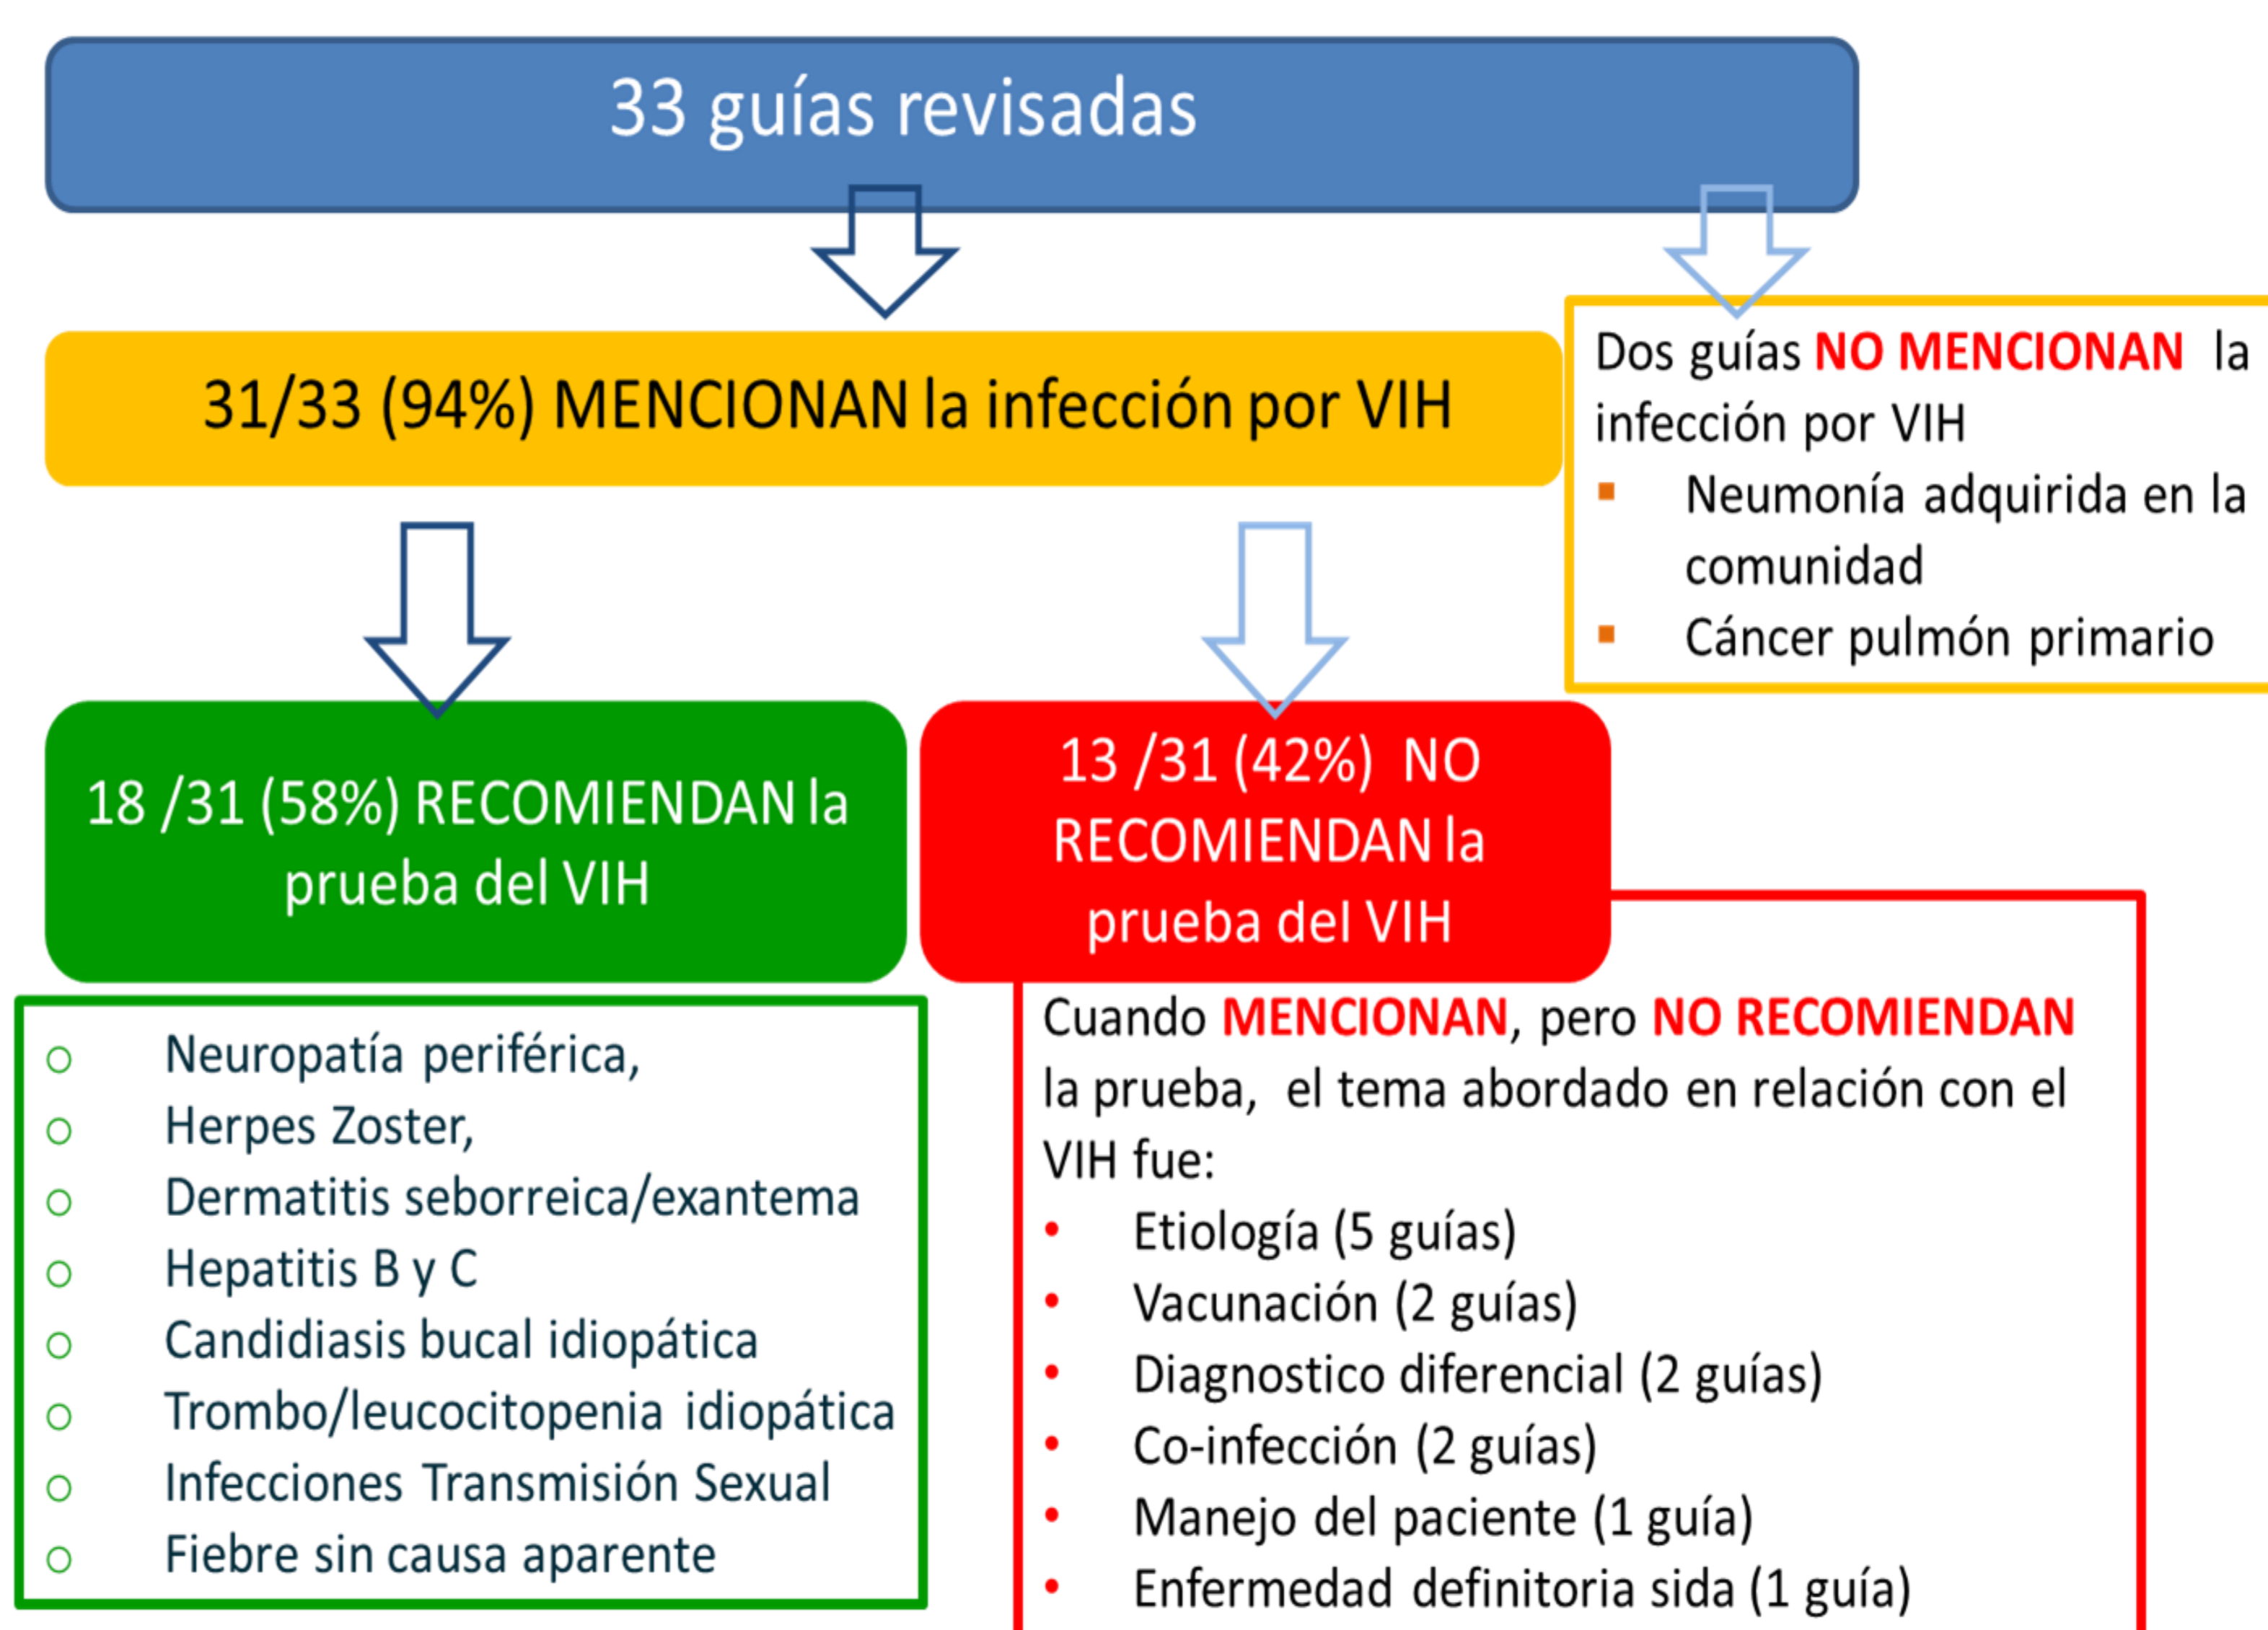 33 guías revisadas
31/33 (94%) MENCIONAN la infección por VIH
Dos guías NO MENCIONAN la
infección por VIH
Neumonía adquirida en la
comunidad
Cáncer pulmón primario
18 /31 (58%) RECOMIENDAN la
prueba del VIH
13 /31 (42%) NO
RECOMIENDAN la
prueba del VIH
Neuropatía periférica,
Herpes Zoster,
Dermatitis seborreica/exantema
Hepatitis B y C
Candidiasis bucal idiopática
Trombo/leucocitopenia idiopática
Infecciones Transmisión Sexual
Fiebre sin causa aparente
Cuando MENCIONAN, pero NO RECOMIENDAN
la prueba, el tema abordado en relación con el
VIH fue:
Etiología (5 guías)
Vacunación (2 guías)
Diagnostico diferencial (2 guías)
Co-infección (2 guías)
Manejo del paciente (1 guía)
Enfermedad definitoria sida (1 guía)